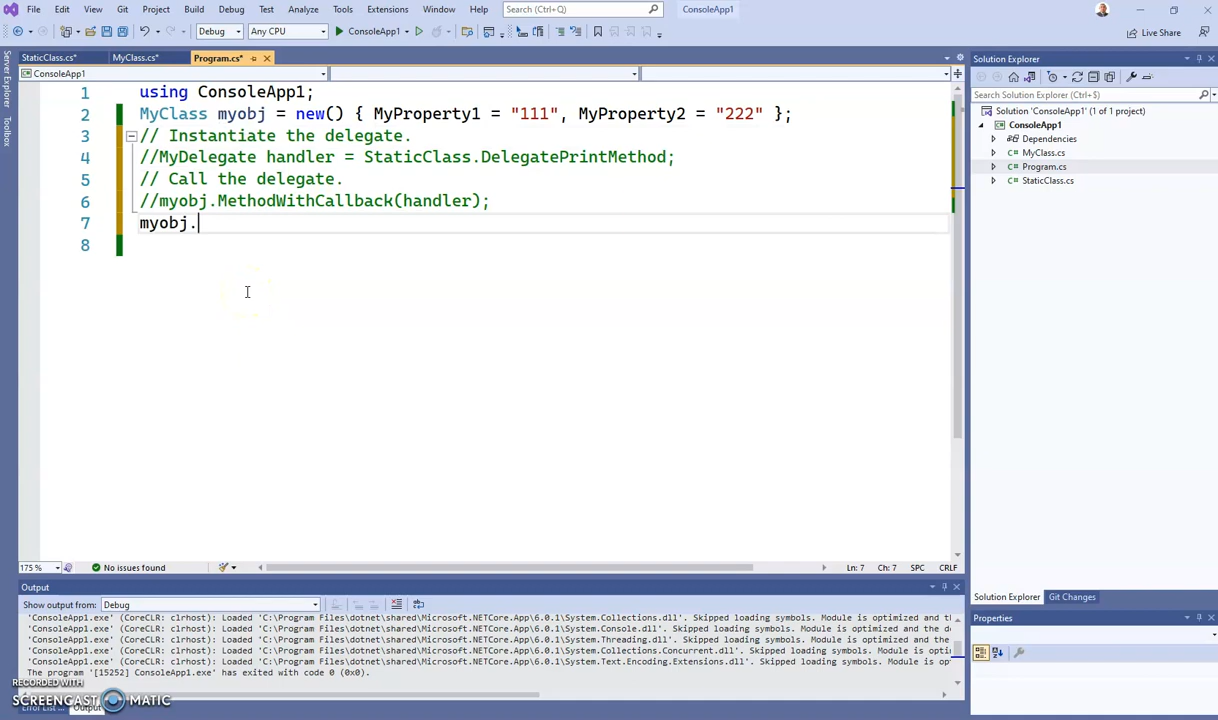 File Edit View Git Project Build Debug Test Analyze Tools Extensions Window Help Search (Ctrl+Q) ConsoleApp1
Debug Any CPU ConsoleApp1 Live Share
Server Explorer
Toolbox
StaticClass.cs* MyClass.cs* Program.cs*
ConsoleApp1
1 using ConsoleApp1;
2 MyClass myobj = new() { MyProperty1 = "111", MyProperty2 = "222" };
3 // Instantiate the delegate.
4 //MyDelegate handler = StaticClass.DelegatePrintMethod;
5 // Call the delegate.
6 //myobj.MethodWithCallback(handler);
7 myobj.
8
175 % No issues found Ln: 7 Ch: 7 SPC CRLF
Output
Show output from: Debug
'ConsoleApp1.exe' (CoreCLR: clrhost): Loaded 'C:\Program Files\dotnet\shared\Microsoft.NETCore.App\6.0.1\System.Collections.dll'. Skipped loading symbols. Module is optimized and th
'ConsoleApp1.exe' (CoreCLR: clrhost): Loaded 'C:\Program Files\dotnet\shared\Microsoft.NETCore.App\6.0.1\System.Console.dll'. Skipped loading symbols. Module is optimized and the de
'ConsoleApp1.exe' (CoreCLR: clrhost): Loaded 'C:\Program Files\dotnet\shared\Microsoft.NETCore.App\6.0.1\System.Threading.dll'. Skipped loading symbols. Module is optimized and the
'ConsoleApp1.exe' (CoreCLR: clrhost): Loaded 'C:\Program Files\dotnet\shared\Microsoft.NETCore.App\6.0.1\System.Collections.Concurrent.dll'. Skipped loading symbols. Module is opti
'ConsoleApp1.exe' (CoreCLR: clrhost): Loaded 'C:\Program Files\dotnet\shared\Microsoft.NETCore.App\6.0.1\System.Text.Encoding.Extensions.dll'. Skipped loading symbols. Module is op
The program '[15252] ConsoleApp1.exe' has exited with code 0 (0x0).
RECORDED WITH
SCREENCAST MATIC
Error List ... Output
Solution Explorer
Search Solution Explorer (Ctrl+$)
Solution 'ConsoleApp1' (1 of 1 project)
ConsoleApp1
Dependencies
C# MyClass.cs
C# Program.cs
C# StaticClass.cs
Solution Explorer Git Changes
Properties